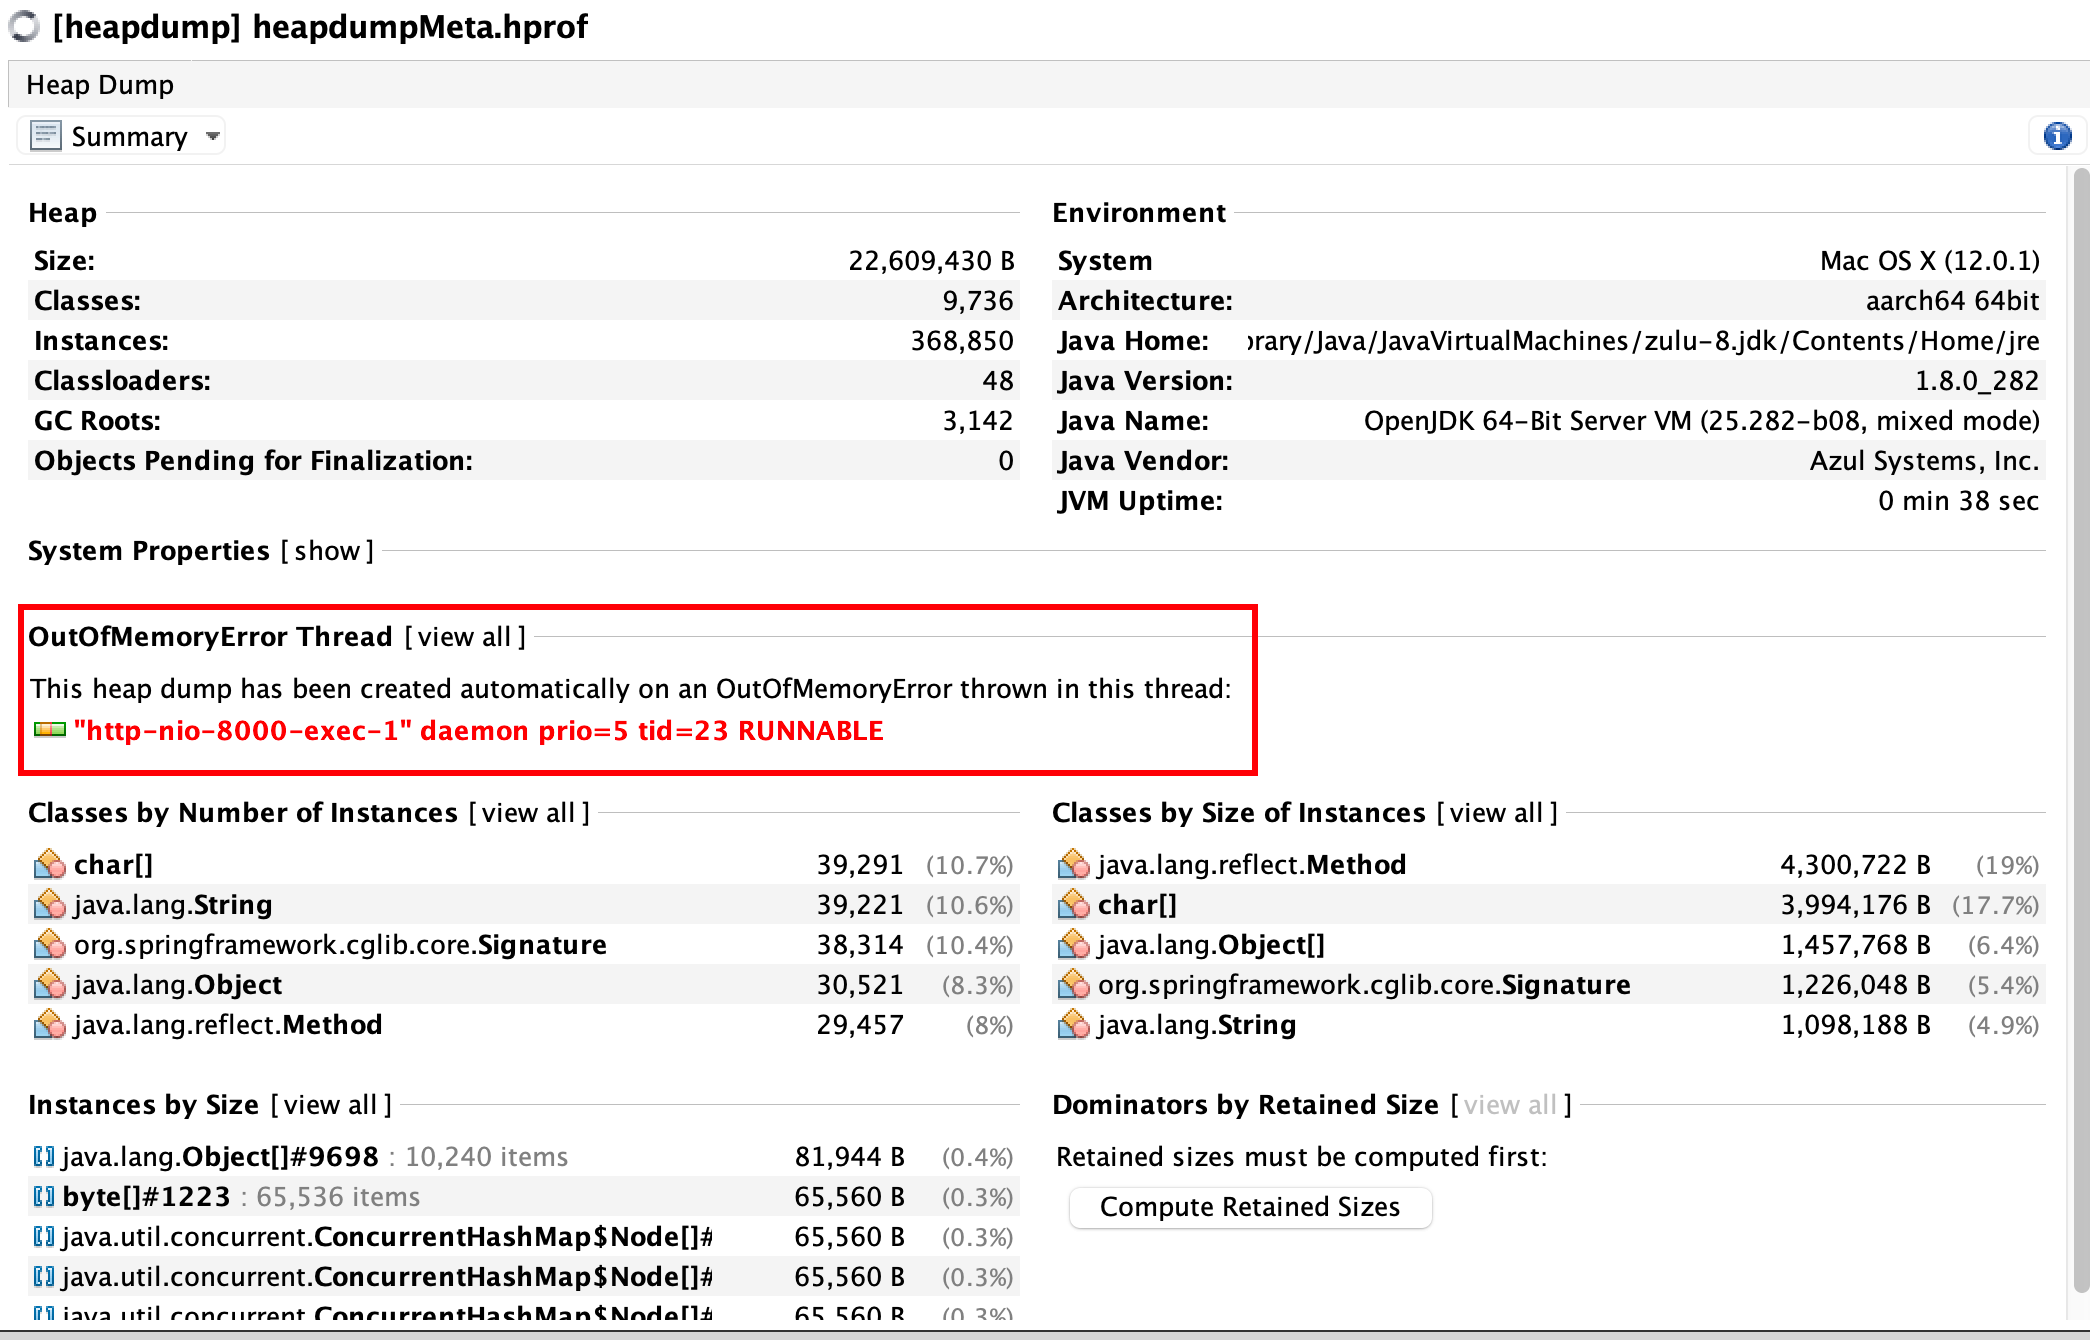 [heapdump] heapdumpMeta.hprof
Heap Dump
Summary
Heap
Size: 22,609,430 B
Classes: 9,736
Instances: 368,850
Classloaders: 48
GC Roots: 3,142
Objects Pending for Finalization: 0
Environment
System Mac OS X (12.0.1)
Architecture: aarch64 64bit
Java Home: rary/Java/JavaVirtualMachines/zulu-8.jdk/Contents/Home/jre
Java Version: 1.8.0_282
Java Name: OpenJDK 64-Bit Server VM (25.282-b08, mixed mode)
Java Vendor: Azul Systems, Inc.
JVM Uptime: 0 min 38 sec
System Properties [show]
OutOfMemoryError Thread [view all]
This heap dump has been created automatically on an OutOfMemoryError thrown in this thread:
"http-nio-8000-exec-1" daemon prio=5 tid=23 RUNNABLE
Classes by Number of Instances [view all]
char[] 39,291 (10.7%)
java.lang.String 39,221 (10.6%)
org.springframework.cglib.core.Signature 38,314 (10.4%)
java.lang.Object 30,521 (8.3%)
java.lang.reflect.Method 29,457 (8%)
Classes by Size of Instances [view all]
java.lang.reflect.Method 4,300,722 B (19%)
char[] 3,994,176 B (17.7%)
java.lang.Object[] 1,457,768 B (6.4%)
org.springframework.cglib.core.Signature 1,226,048 B (5.4%)
java.lang.String 1,098,188 B (4.9%)
Instances by Size [view all]
java.lang.Object[]#9698 : 10,240 items 81,944 B (0.4%)
byte[]#1223 : 65,536 items 65,560 B (0.3%)
java.util.concurrent.ConcurrentHashMap$Node[]# 65,560 B (0.3%)
java.util.concurrent.ConcurrentHashMap$Node[]# 65,560 B (0.3%)
java.util.concurrent.ConcurrentHashMap$Node[]# 65,560 B (0.3%)
Dominators by Retained Size [view all]
Retained sizes must be computed first:
Compute Retained Sizes